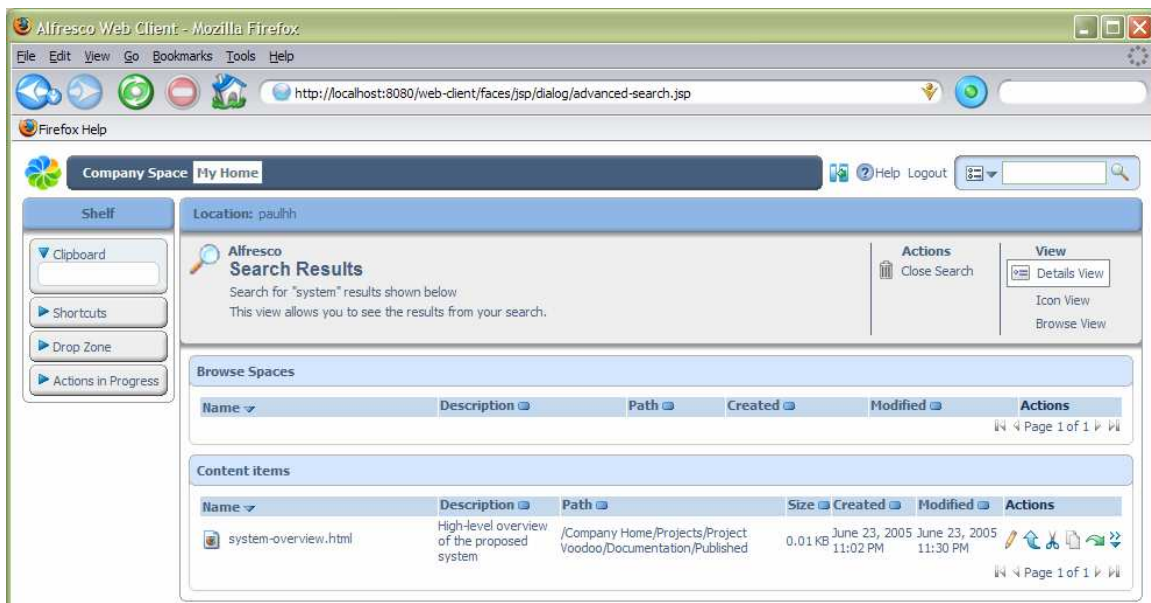 Alfresco Web Client - Mozilla Firefox
File Edit View Go Bookmarks Tools Help
http://localhost:8080/web-client/faces/jsp/dialog/advanced-search.jsp
Firefox Help
Company Space My Home
Help Logout
Shelf
Clipboard
Shortcuts
Drop Zone
Actions in Progress
Location: paulhh
Alfresco
Search Results
Search for "system" results shown below
This view allows you to see the results from your search.
Actions
Close Search
View
Details View
Icon View
Browse View
Browse Spaces
Name Description Path Created Modified Actions
Page 1 of 1
Content items
Name Description Path Size Created Modified Actions
system-overview.html
High-level overview
of the proposed
system
/Company Home/Projects/Project
Voodoo/Documentation/Published
0.01 KB
June 23, 2005
11:02 PM
June 23, 2005
11:30 PM
Page 1 of 1